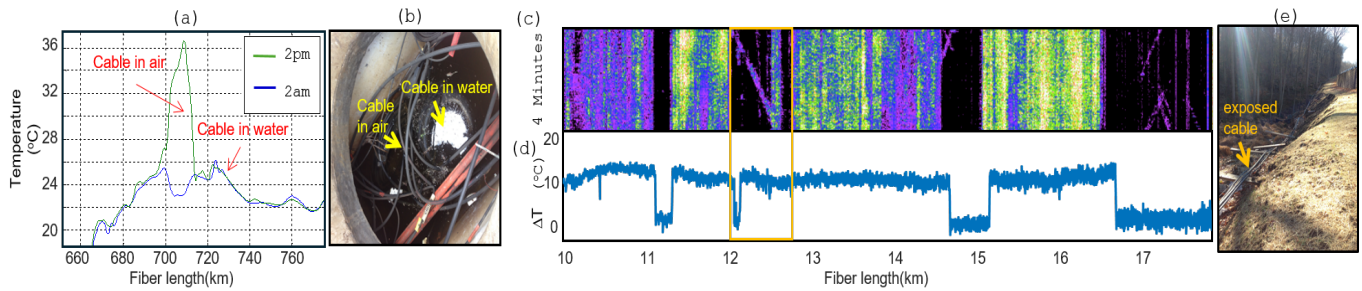 (a)
36
32
28
24
20
Temperature
(°C)
2pm
2am
Cable in air
Cable in water
660 680 700 720 740 760
Fiber length(km)
(b)
Cable in water
Cable
in air
(c)
4 Minutes
(d)
20
10
0
ΔT (°C)
10 11 12 13 14 15 16 17
Fiber length(km)
(e)
exposed
cable